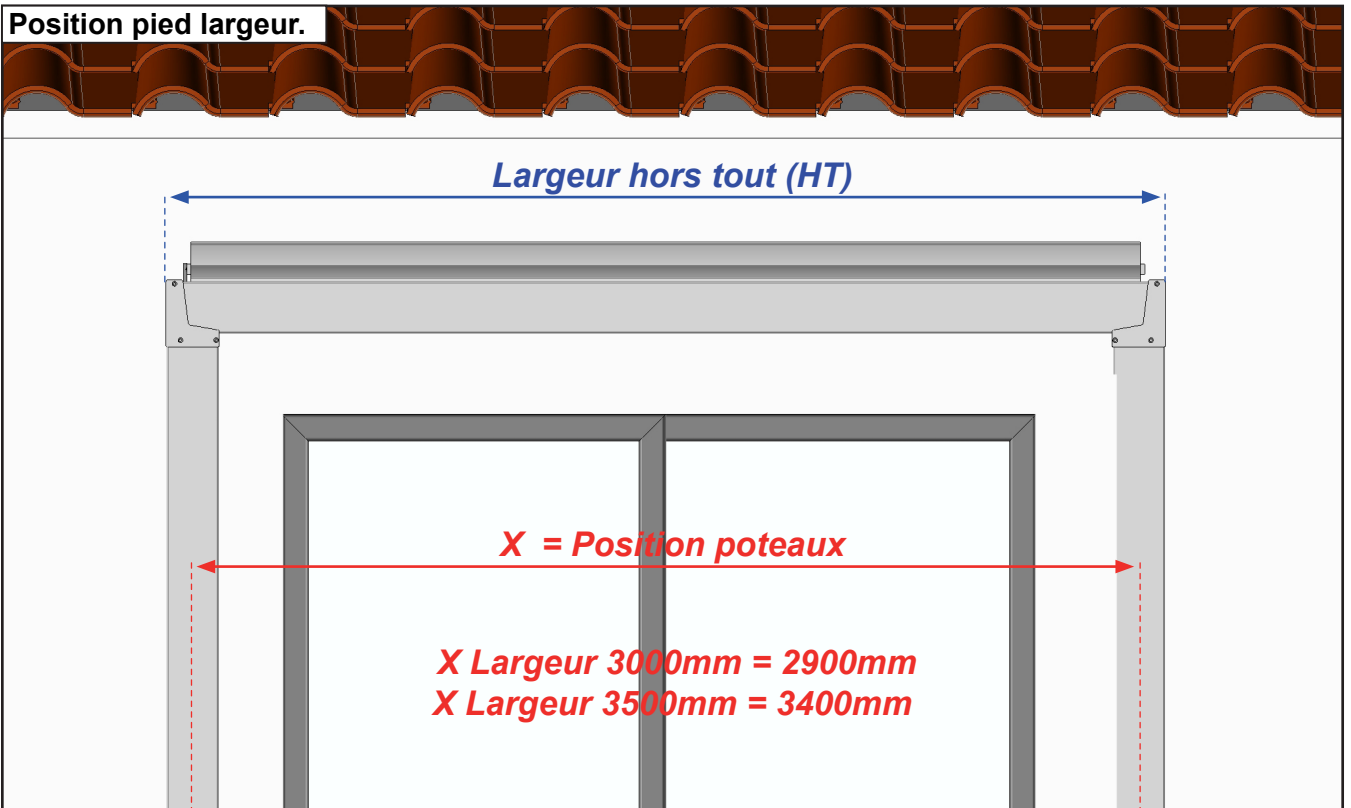 Position pied largeur.
Largeur hors tout (HT)
X = Position poteaux
X Largeur 3000mm = 2900mm
X Largeur 3500mm = 3400mm